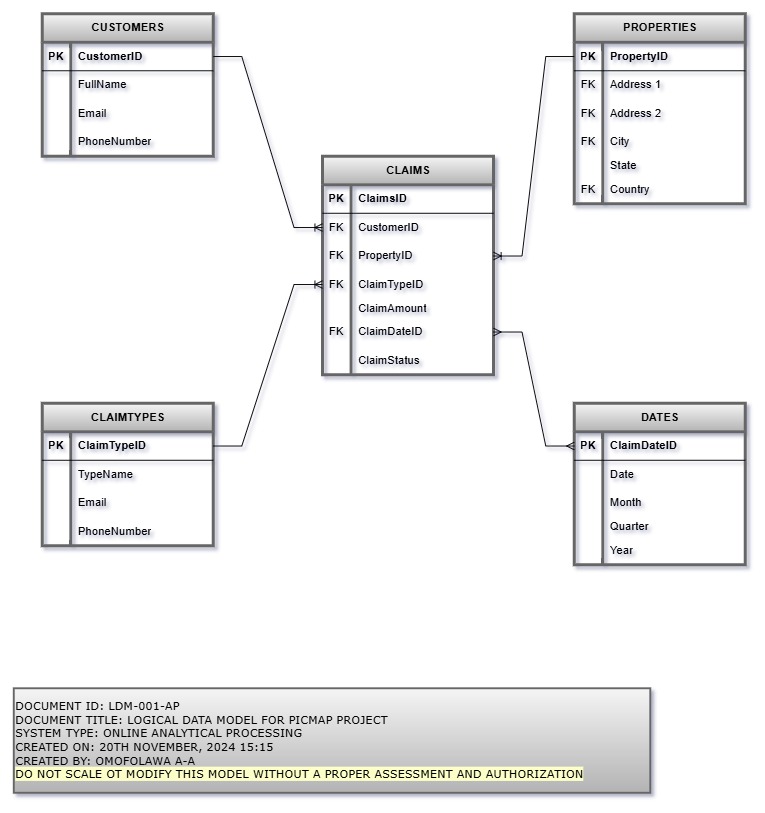 CUSTOMERS
PK CustomerID
FullName
Email
PhoneNumber
PROPERTIES
PK PropertyID
FK Address 1
FK Address 2
FK City
State
FK Country
CLAIMS
PK ClaimsID
FK CustomerID
FK PropertyID
FK ClaimTypeID
ClaimAmount
FK ClaimDateID
ClaimStatus
CLAIMTYPES
PK ClaimTypeID
TypeName
Email
PhoneNumber
DATES
PK ClaimDateID
Date
Month
Quarter
Year
DOCUMENT ID: LDM-001-AP
DOCUMENT TITLE: LOGICAL DATA MODEL FOR PICMAP PROJECT
SYSTEM TYPE: ONLINE ANALYTICAL PROCESSING
CREATED ON: 20TH NOVEMBER, 2024 15:15
CREATED BY: OMOFOLAWA A-A
DO NOT SCALE OT MODIFY THIS MODEL WITHOUT A PROPER ASSESSMENT AND AUTHORIZATION